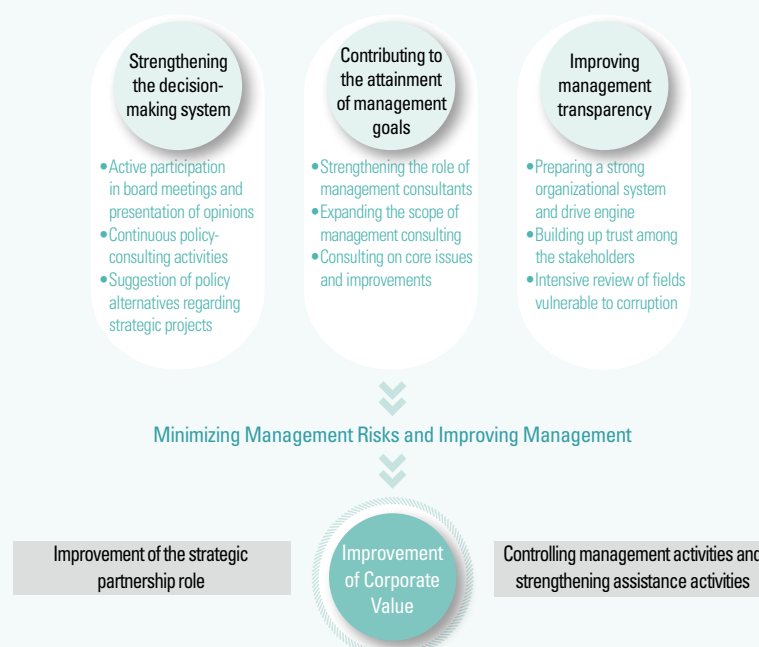 Strengthening
the decision-
making system
•Active participation
in board meetings and
presentation of opinions
•Continuous policy-
consulting activities
•Suggestion of policy
alternatives regarding
strategic projects
Contributing to
the attainment
of management
goals
•Strengthening the role of
management consultants
•Expanding the scope of
management consulting
•Consulting on core issues
and improvements
Improving
management
transparency
•Preparing a strong
organizational system
and drive engine
•Building up trust among
the stakeholders
•Intensive review of fields
vulnerable to corruption
Minimizing Management Risks and Improving Management
Improvement of the strategic
partnership role
Improvement
of Corporate
Value
Controlling management activities and
strengthening assistance activities